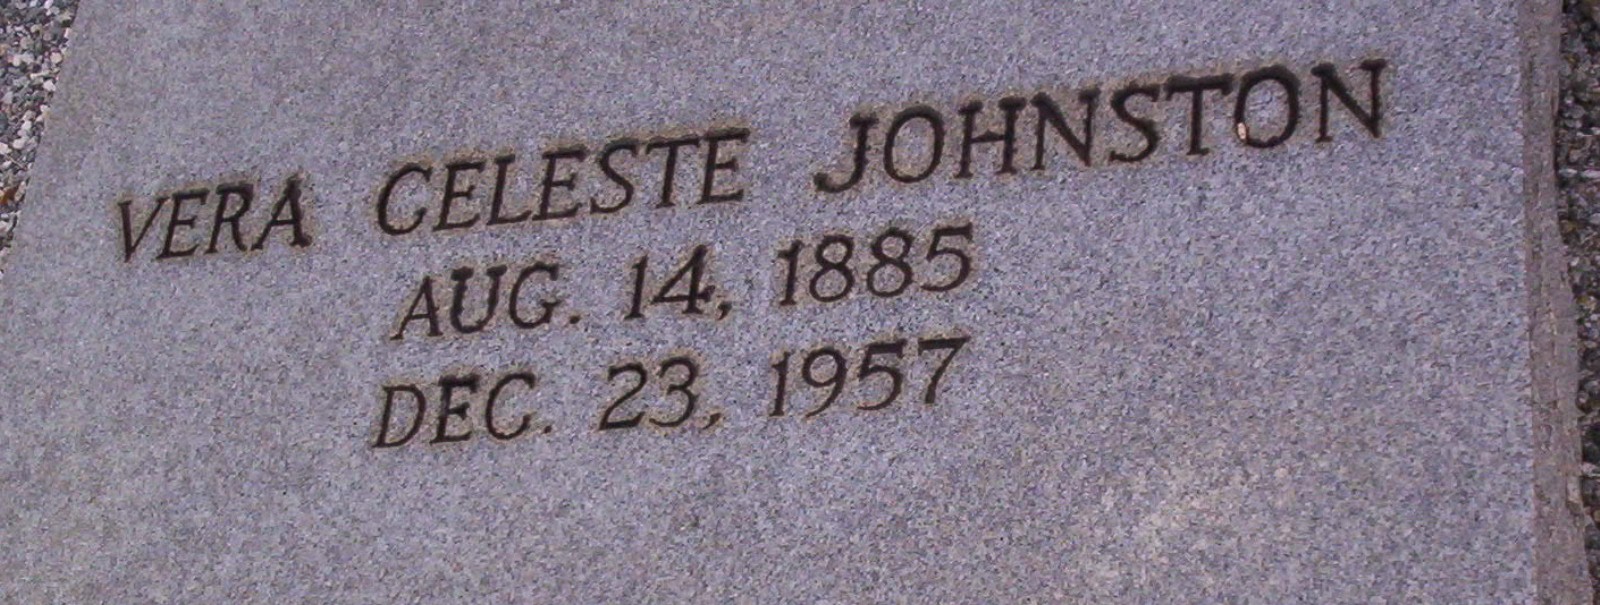 VERA CELESTE JOHNSTON
AUG. 14, 1885
DEC. 23, 1957